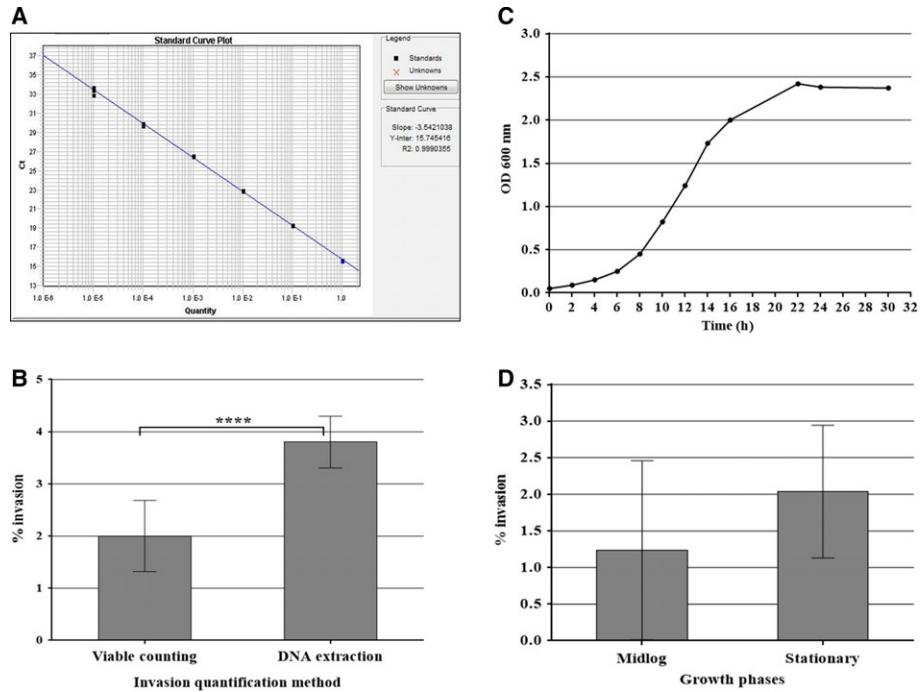 A
Standard Curve Plot
37
33
29
25
23
19
16
13
Ct
1.0 E-6 1.0 E-5 1.0 E-4 1.0 E-3 1.0 E-2 1.0 E-1 1.0
Quantity
Legend
Standards
Unknowns
Show Unknowns
Standard Curve
Slope: -3.5421038
Y-Inter: 15.745416
R2: 0.9990355
C
3.0
2.5
2.0
1.5
1.0
0.5
0.0
OD 600 nm
0 2 4 6 8 10 12 14 16 18 20 22 24 26 28 30 32
Time (h)
B
5
4
3
2
1
0
% invasion
****
Viable counting DNA extraction
Invasion quantification method
D
3.5
3.0
2.5
2.0
1.5
1.0
0.5
0.0
% invasion
Midlog Stationary
Growth phases